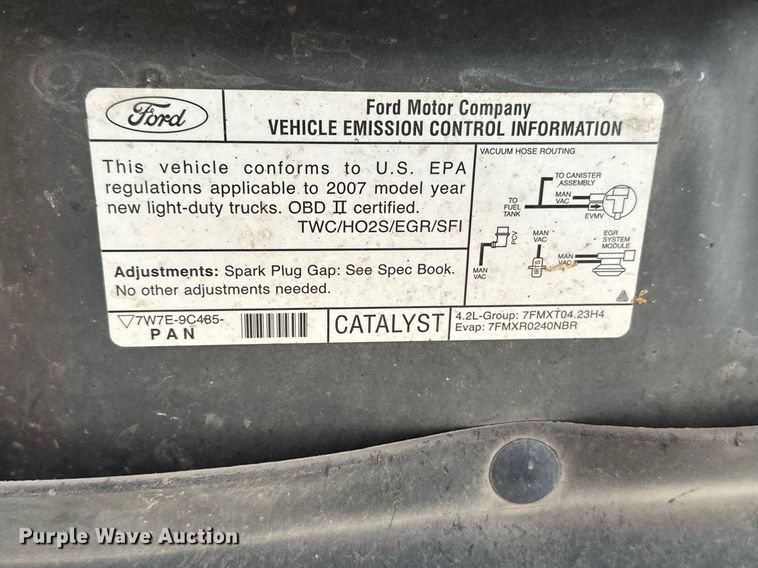 Ford
Ford Motor Company
VEHICLE EMISSION CONTROL INFORMATION
This vehicle conforms to U.S. EPA
regulations applicable to 2007 model year
new light-duty trucks. OBD II certified.
TWC/HO2S/EGR/SFI
Adjustments: Spark Plug Gap: See Spec Book.
No other adjustments needed.
VACUUM HOSE ROUTING
TO CANISTER
ASSEMBLY
MAN
VAC
TO FUEL
TANK
EVMV
PCV
MAN
VAC
MAN
VAC
MAN
VAC
EGR
SYSTEM
MODULE
▽7W7E-9C485-
PAN
CATALYST
4.2L-Group: 7FMXT04.23H4
Evap: 7FMXR0240NBR
Purple Wave Auction